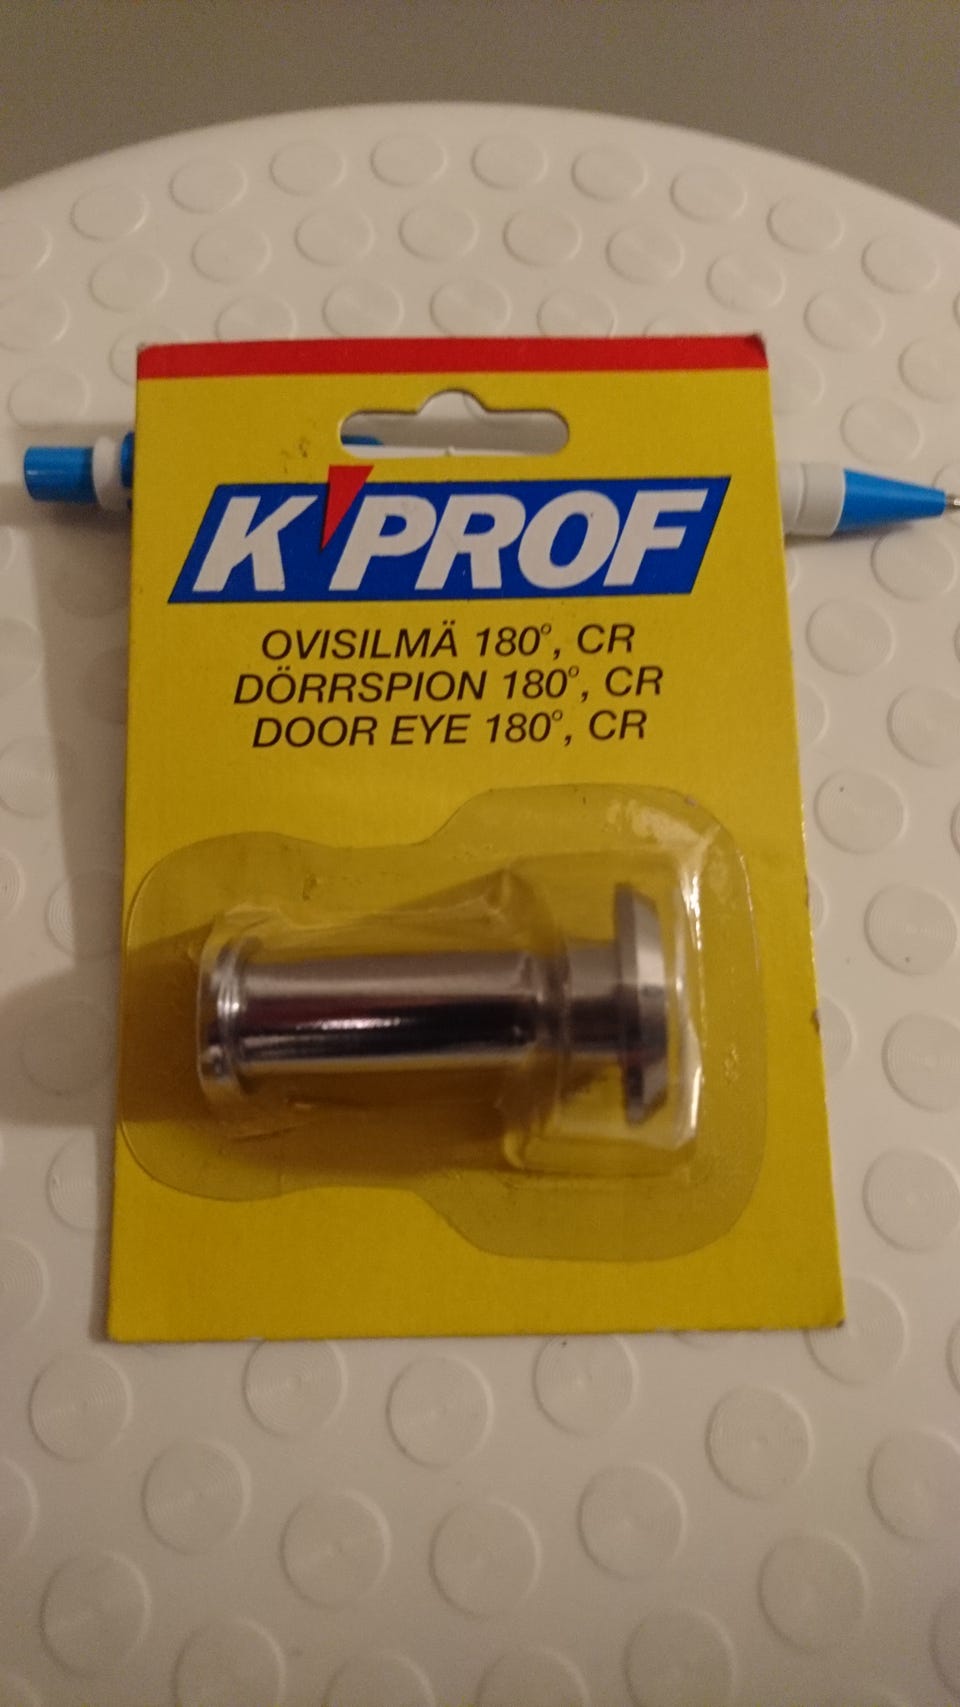 K'PROF
OVISILMÄ 180°, CR
DÖRRSPION 180°, CR
DOOR EYE 180°, CR